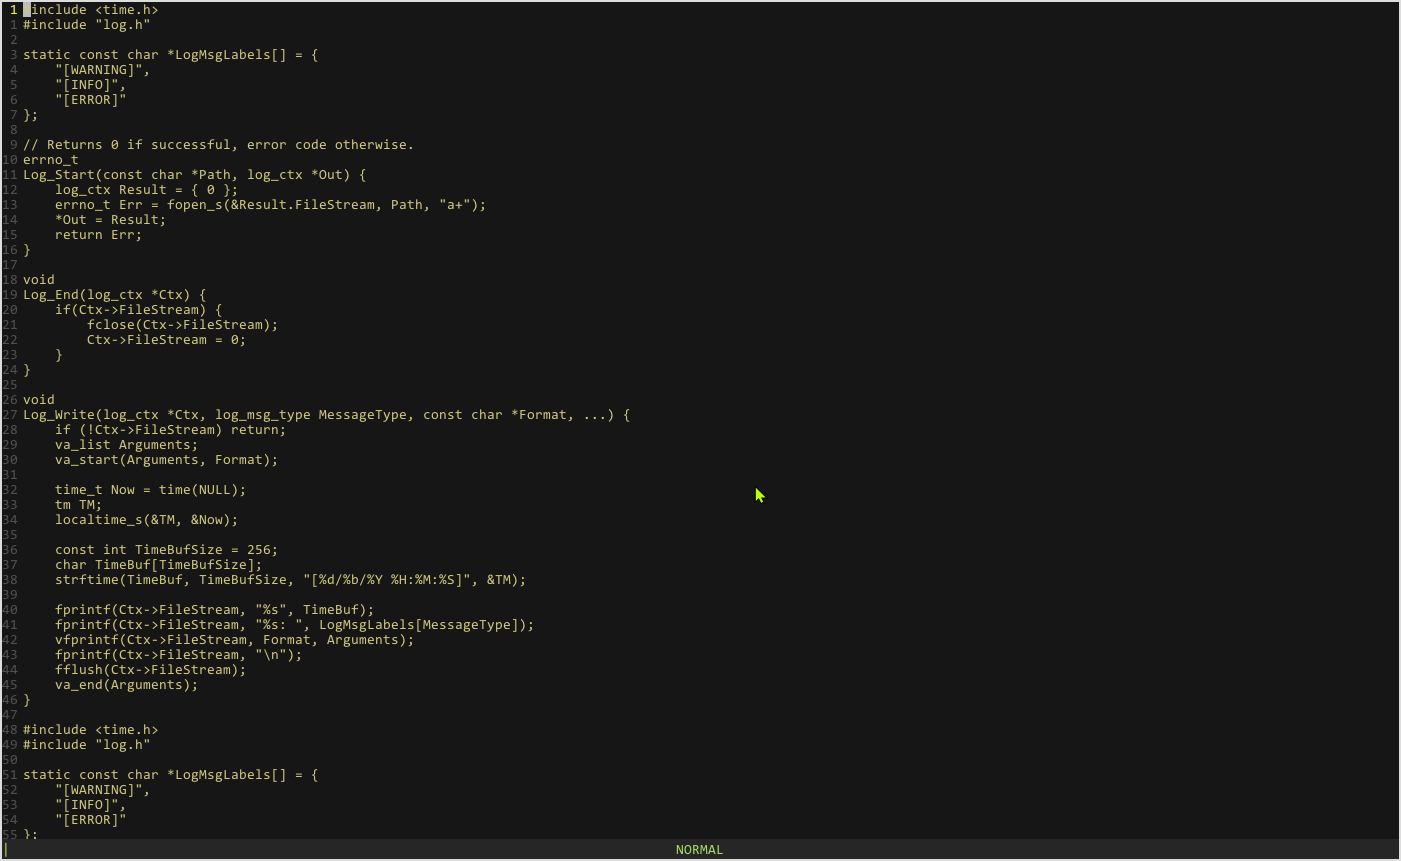 1 #include <time.h>
1 #include "log.h"
2
3 static const char *LogMsgLabels[] = {
4     "[WARNING]",
5     "[INFO]",
6     "[ERROR]"
7 };
8
9 // Returns 0 if successful, error code otherwise.
10 errno_t
11 Log_Start(const char *Path, log_ctx *Out) {
12     log_ctx Result = { 0 };
13     errno_t Err = fopen_s(&Result.FileStream, Path, "a+");
14     *Out = Result;
15     return Err;
16 }
17
18 void
19 Log_End(log_ctx *Ctx) {
20     if(Ctx->FileStream) {
21         fclose(Ctx->FileStream);
22         Ctx->FileStream = 0;
23     }
24 }
25
26 void
27 Log_Write(log_ctx *Ctx, log_msg_type MessageType, const char *Format, ...) {
28     if (!Ctx->FileStream) return;
29     va_list Arguments;
30     va_start(Arguments, Format);
31
32     time_t Now = time(NULL);
33     tm TM;
34     localtime_s(&TM, &Now);
35
36     const int TimeBufSize = 256;
37     char TimeBuf[TimeBufSize];
38     strftime(TimeBuf, TimeBufSize, "[%d/%b/%Y %H:%M:%S]", &TM);
39
40     fprintf(Ctx->FileStream, "%s", TimeBuf);
41     fprintf(Ctx->FileStream, "%s: ", LogMsgLabels[MessageType]);
42     vfprintf(Ctx->FileStream, Format, Arguments);
43     fprintf(Ctx->FileStream, "\n");
44     fflush(Ctx->FileStream);
45     va_end(Arguments);
46 }
47
48 #include <time.h>
49 #include "log.h"
50
51 static const char *LogMsgLabels[] = {
52     "[WARNING]",
53     "[INFO]",
54     "[ERROR]"
55 };
NORMAL